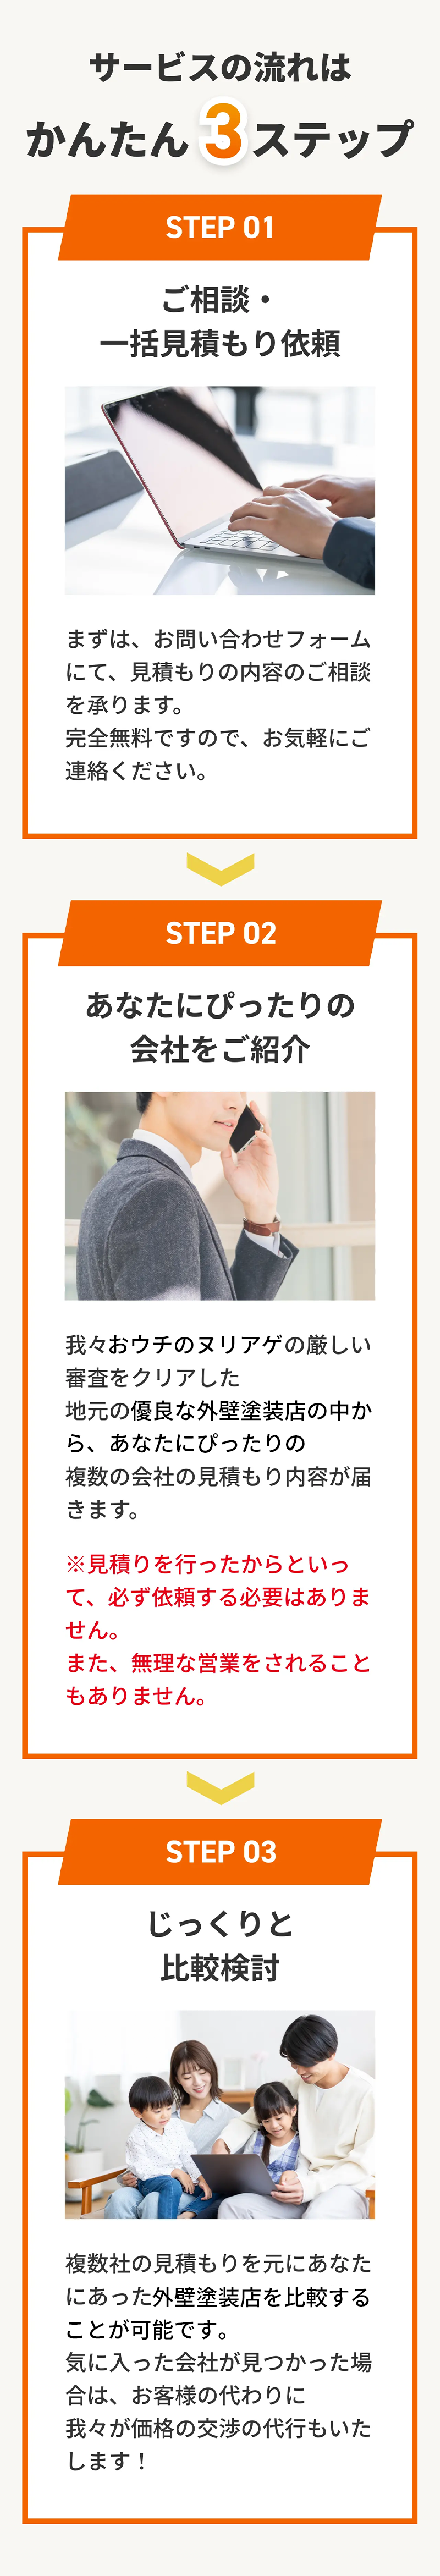 サービスの流れは
かんたん3ステップ
STEP 01
ご相談・
一括見積もり依頼
まずは、お問い合わせフォーム
にて、見積もりの内容のご相談
を承ります。
完全無料ですので、お気軽にご
連絡ください。
STEP 02
あなたにぴったりの
会社をご紹介
我々おウチのヌリアゲの厳しい
審査をクリアした
地元の優良な外壁塗装店の中か
ら、あなたにぴったりの
複数の会社の見積もり内容が届
きます。
※見積りを行ったからといっ
て、必ず依頼する必要はありま
せん。
また、無理な営業をされること
もありません。
STEP 03
じっくりと
比較検討
複数社の見積もりを元にあなた
にあった外壁塗装店を比較する
ことが可能です。
気に入った会社が見つかった場
合は、お客様の代わりに
我々が価格の交渉の代行もいた
します！